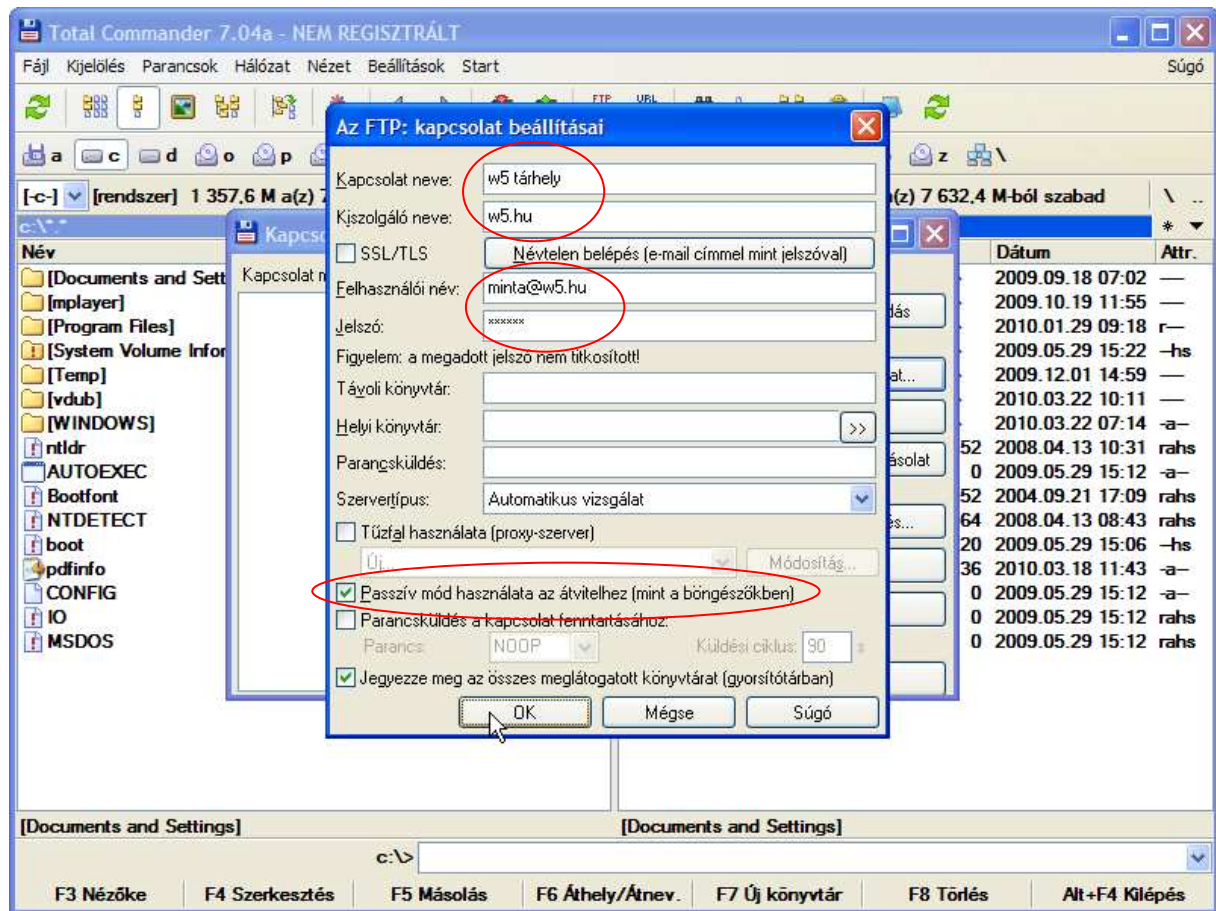 Total Commander 7.04a - NEM REGISZTRÁLT
Fájl Kijelölés Parancsok Hálózat Nézet Beállítások Start Súgó
FTP URL
a c d o p z \
[-c-] [rendszer] 1 357,6 M a(z) 7 a(z) 7 632,4 M-ból szabad \ ..
c:\*.* * ▼
Név Dátum Attr.
[Documents and Sett 2009.09.18 07:02 ----
[mplayer] 2009.10.19 11:55 ----
[Program Files] 2010.01.29 09:18 r---
[System Volume Infor 2009.05.29 15:22 --hs
[Temp] 2009.12.01 14:59 ----
[vdub] 2010.03.22 10:11 ----
[WINDOWS] 2010.03.22 07:14 -a--
ntldr 52 2008.04.13 10:31 rahs
AUTOEXEC 0 2009.05.29 15:12 -a--
Bootfont 52 2004.09.21 17:09 rahs
NTDETECT 64 2008.04.13 08:43 rahs
boot 20 2009.05.29 15:06 --hs
pdfinfo 36 2010.03.18 11:43 -a--
CONFIG 0 2009.05.29 15:12 -a--
IO 0 2009.05.29 15:12 rahs
MSDOS 0 2009.05.29 15:12 rahs
Kapcso
Kapcsolat n
dás
at...
ásolat
és...
Az FTP: kapcsolat beállításai
Kapcsolat neve: w5 tárhely
Kiszolgáló neve: w5.hu
SSL/TLS Névtelen belépés (e-mail címmel mint jelszóval)
Felhasználói név: minta@w5.hu
Jelszó: ******
Figyelem: a megadott jelszó nem titkosított!
Távoli könyvtár:
Helyi könyvtár: >>
Parancsküldés:
Szervertípus: Automatikus vizsgálat
Tűzfal használata (proxy-szerver)
Új... Módosítás...
Passzív mód használata az átvitelhez (mint a böngészőkben)
Parancsküldés a kapcsolat fenntartásához:
Parancs: NOOP Küldési ciklus: 90 s
Jegyezze meg az összes meglátogatott könyvtárat (gyorsítótárban)
OK Mégse Súgó
[Documents and Settings] [Documents and Settings]
c:\>
F3 Nézőke F4 Szerkesztés F5 Másolás F6 Áthely/Átnev. F7 Új könyvtár F8 Törlés Alt+F4 Kilépés